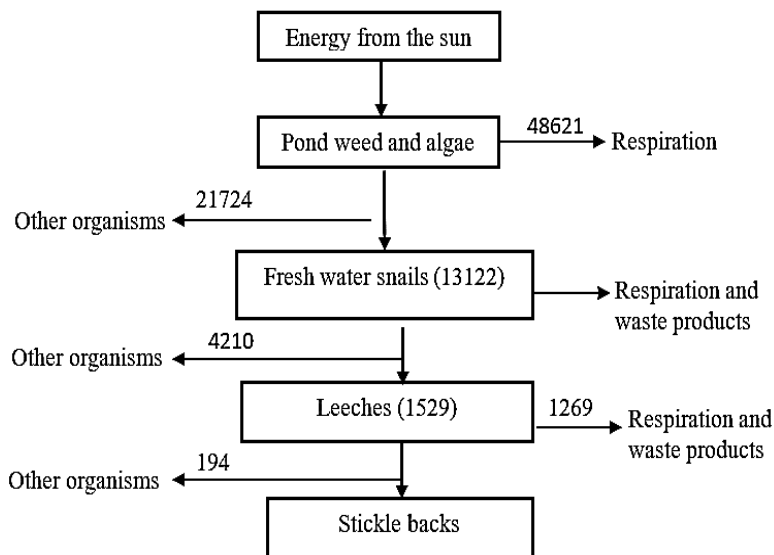 Energy from the sun
Pond weed and algae
48621
Respiration
21724
Other organisms
Fresh water snails (13122)
Respiration and
waste products
4210
Other organisms
Leeches (1529)
1269
Respiration and
waste products
194
Other organisms
Stickle backs